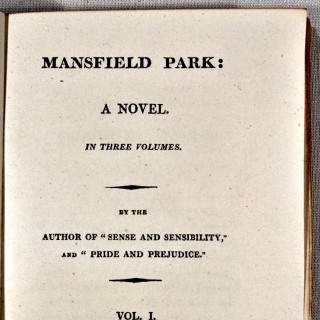 MANSFIELD PARK:
A NOVEL.
IN THREE VOLUMES.
BY THE
AUTHOR OF "SENSE AND SENSIBILITY,"
AND "PRIDE AND PREJUDICE."
VOL. I.